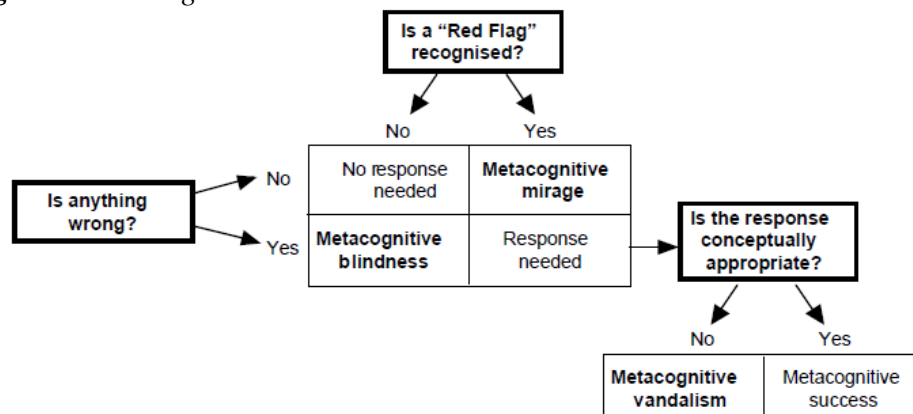 Is a “Red Flag”
recognised?
No
Yes
Is anything
wrong?
No
No response
needed
Metacognitive
mirage
Yes
Metacognitive
blindness
Response
needed
Is the response
conceptually
appropriate?
No
Yes
Metacognitive
vandalism
Metacognitive
success